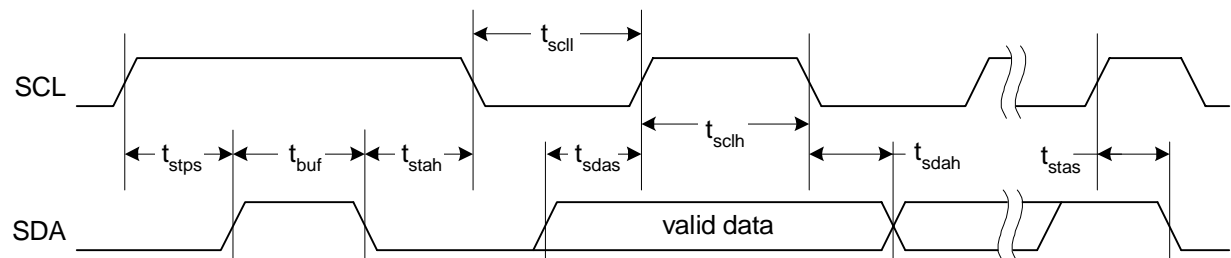 t_scll
SCL
t_sclh
t_stps t_buf t_stah t_sdas t_sdah t_stas
SDA valid data